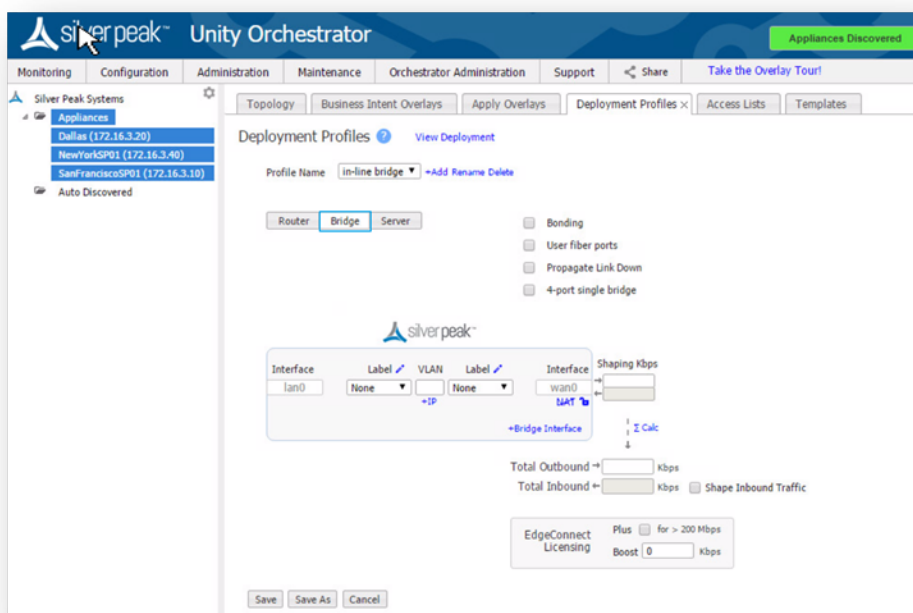 silver peak™ Unity Orchestrator Appliances Discovered
Monitoring Configuration Administration Maintenance Orchestrator Administration Support Share Take the Overlay Tour!
Silver Peak Systems
Appliances
Dallas (172.16.3.20)
NewYorkSP01 (172.16.3.40)
SanFranciscoSP01 (172.16.3.10)
Auto Discovered
Topology Business Intent Overlays Apply Overlays Deployment Profiles × Access Lists Templates
Deployment Profiles ? View Deployment
Profile Name in-line bridge +Add Rename Delete
Router Bridge Server
Bonding
User fiber ports
Propagate Link Down
4-port single bridge
silver peak™
Interface Label VLAN Label Interface Shaping Kbps
lan0 None None wan0
+IP NAT
+Bridge Interface Σ Calc
Total Outbound → Kbps
Total Inbound ← Kbps Shape Inbound Traffic
EdgeConnect Licensing
Plus for > 200 Mbps
Boost 0 Kbps
Save Save As Cancel